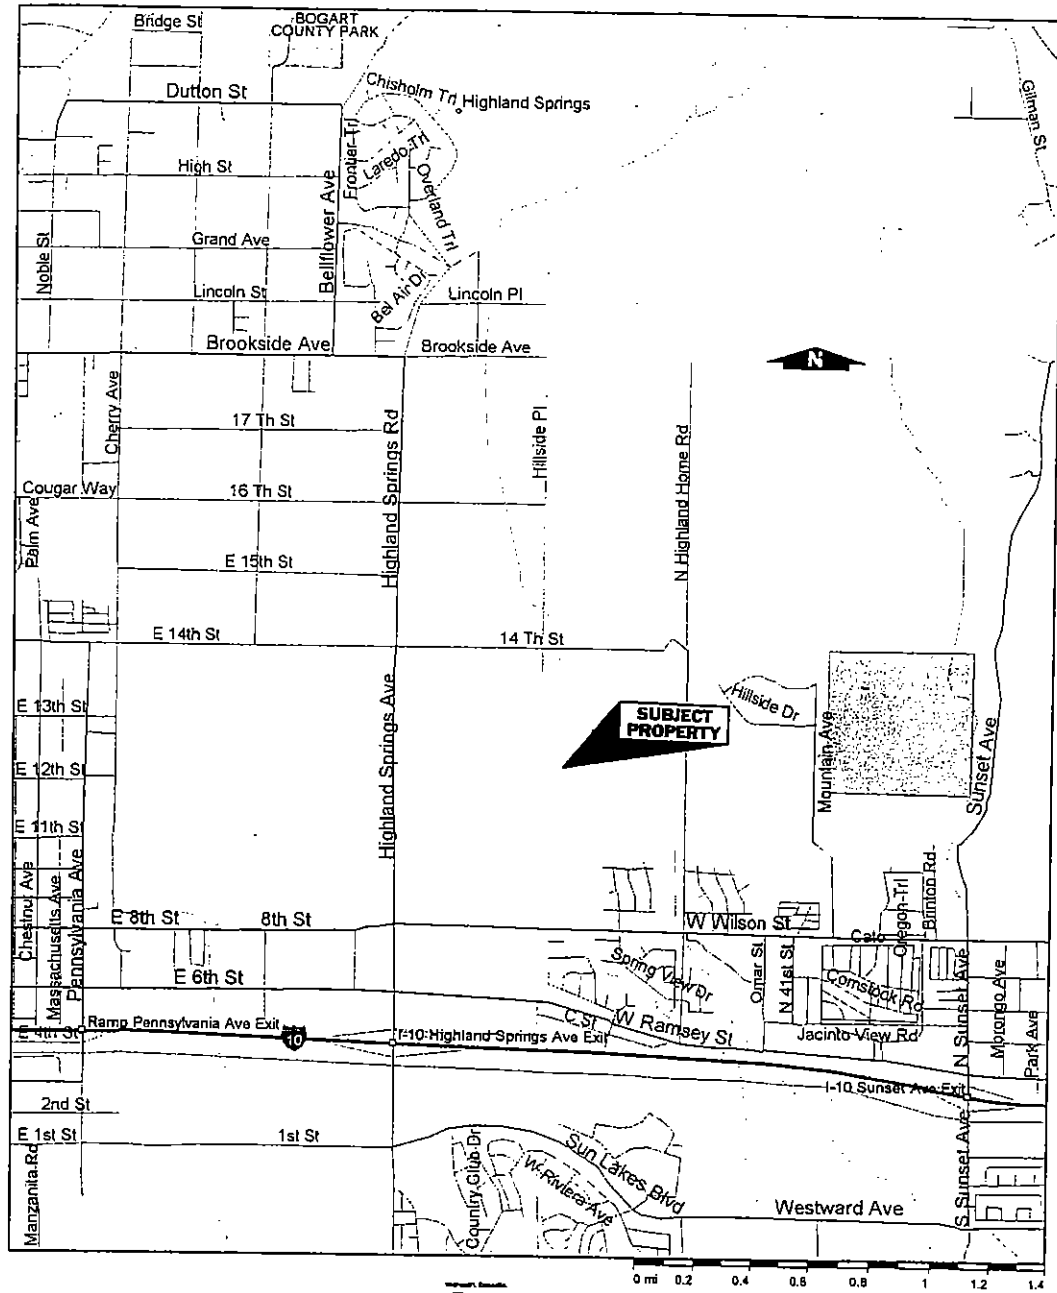 Bridge St
BOGART
COUNTY PARK
Dutton St
Chisholm Trl
Highland Springs
Gilman St
High St
Frontier Trl
Laredo Trl
Overland Trl
Bellflower Ave
Noble St
Grand Ave
Lincoln St
Bel Air Dr
Lincoln Pl
Brookside Ave
Brookside Ave
N
Cherry Ave
17 Th St
Highland Springs Rd
Hillside Pl
N Highland Home Rd
Cougar Way
16 Th St
Palm Ave
E 15th St
E 14th St
14 Th St
E 13th St
Highland Springs Ave
SUBJECT
PROPERTY
Hillside Dr
Mountain Ave
Sunset Ave
E 12th St
E 11th St
Chestnut Ave
Massachusetts Ave
Pennsylvania Ave
E 8th St
8th St
W Wilson St
Oregon Trl
Brinton Rd
Cato
E 6th St
Spring View Dr
Omar St
N 41st St
Comstock Rd
N Sunset Ave
Morongo Ave
Park Ave
E 4th St
Ramp Pennsylvania Ave Exit
10
I-10 Highland Springs Ave Exit
C St
W Ramsey St
Jacinto View Rd
I-10 Sunset Ave Exit
2nd St
E 1st St
1st St
Manzanita Rd
Country Club Dr
W Riviera Ave
Sun Lakes Blvd
Westward Ave
S Sunset Ave
0 mi 0.2 0.4 0.6 0.8 1 1.2 1.4